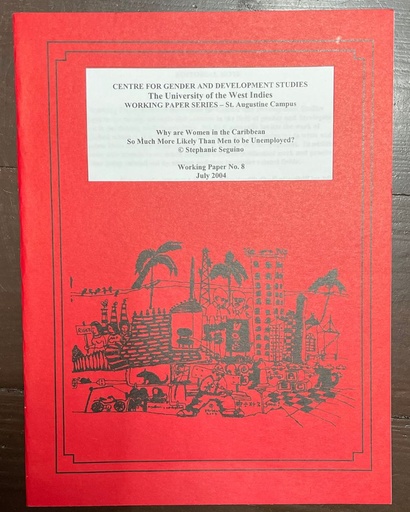 CENTRE FOR GENDER AND DEVELOPMENT STUDIES
The University of the West Indies
WORKING PAPER SERIES – St. Augustine Campus
Why are Women in the Caribbean
So Much More Likely Than Men to be Unemployed?
© Stephanie Seguino
Working Paper No. 8
July 2004